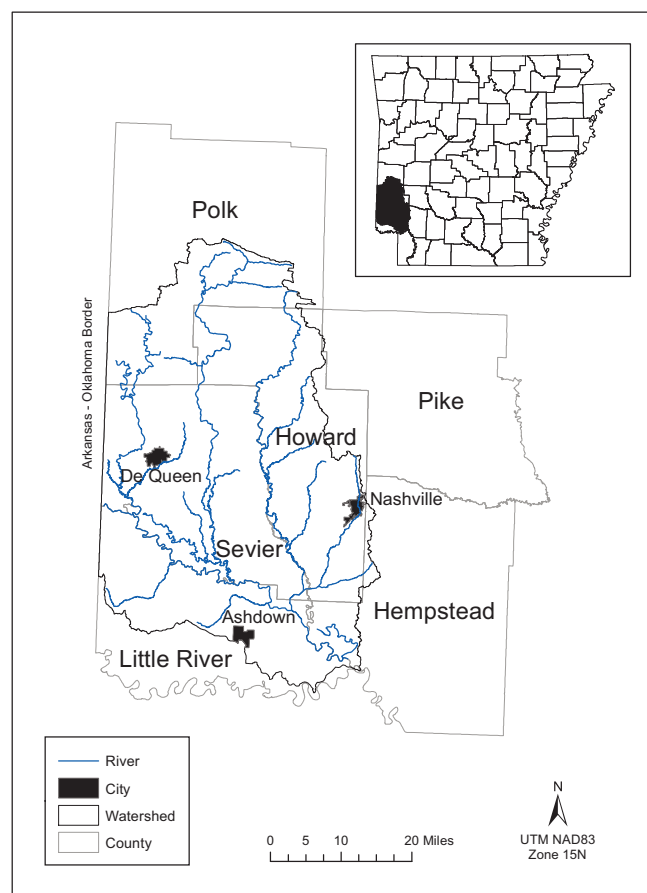 Polk
Arkansas - Oklahoma Border
Pike
Howard
De Queen
Nashville
Sevier
Ashdown
Hempstead
Little River
River
City
Watershed
County
0 5 10 20 Miles
N
UTM NAD83
Zone 15N